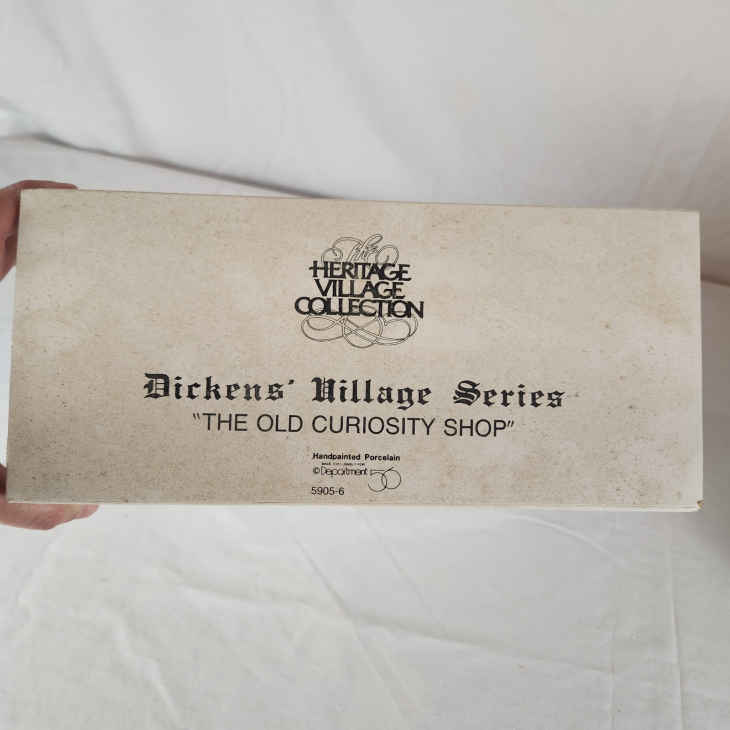 The
HERITAGE
VILLAGE
COLLECTION
Dickens' Village Series
"THE OLD CURIOSITY SHOP"
Handpainted Porcelain
©Department 56
5905-6